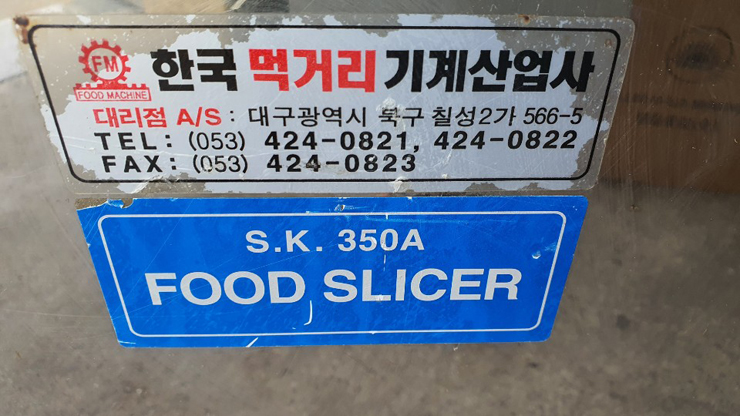 FM
FOOD MACHINE
한국 먹거리 기계산업사
대리점 A/S : 대구광역시 북구 칠성2가 566-5
TEL : (053) 424-0821, 424-0822
FAX : (053) 424-0823
S.K. 350A
FOOD SLICER